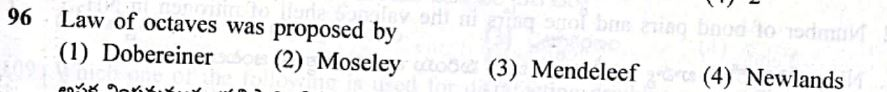 96 Law of octaves was proposed by
(1) Dobereiner (2) Moseley (3) Mendeleef (4) Newlands